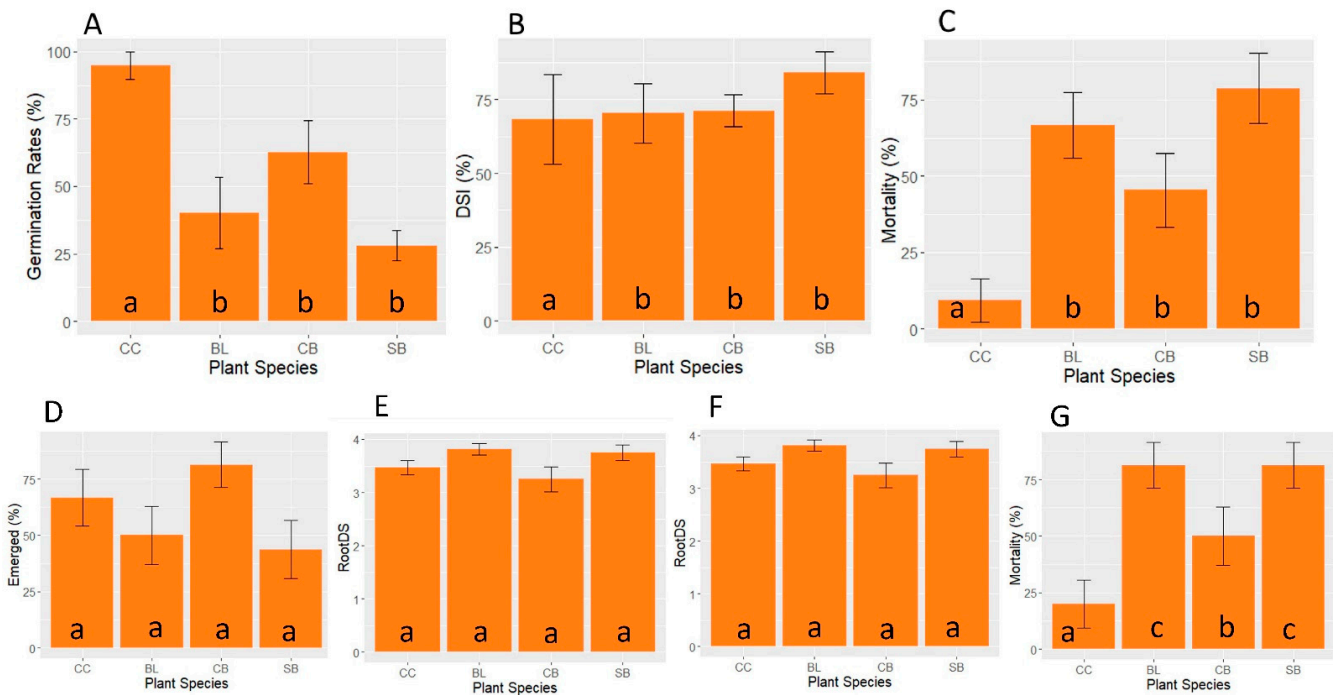 A
Germination Rates (%)
100
75
50
25
0
a b b b
CC BL CB SB
Plant Species
B
DSI (%)
75
50
25
0
a b b b
CC BL CB SB
Plant Species
C
Mortality (%)
75
50
25
0
a b b b
CC BL CB SB
Plant Species
D
Emerged (%)
75
50
25
0
a a a a
CC BL CB SB
Plant Species
E
RootDS
4
3
2
1
0
a a a a
CC BL CB SB
Plant Species
F
RootDS
4
3
2
1
0
a a a a
CC BL CB SB
Plant Species
G
Mortality (%)
75
50
25
0
a c b c
CC BL CB SB
Plant Species